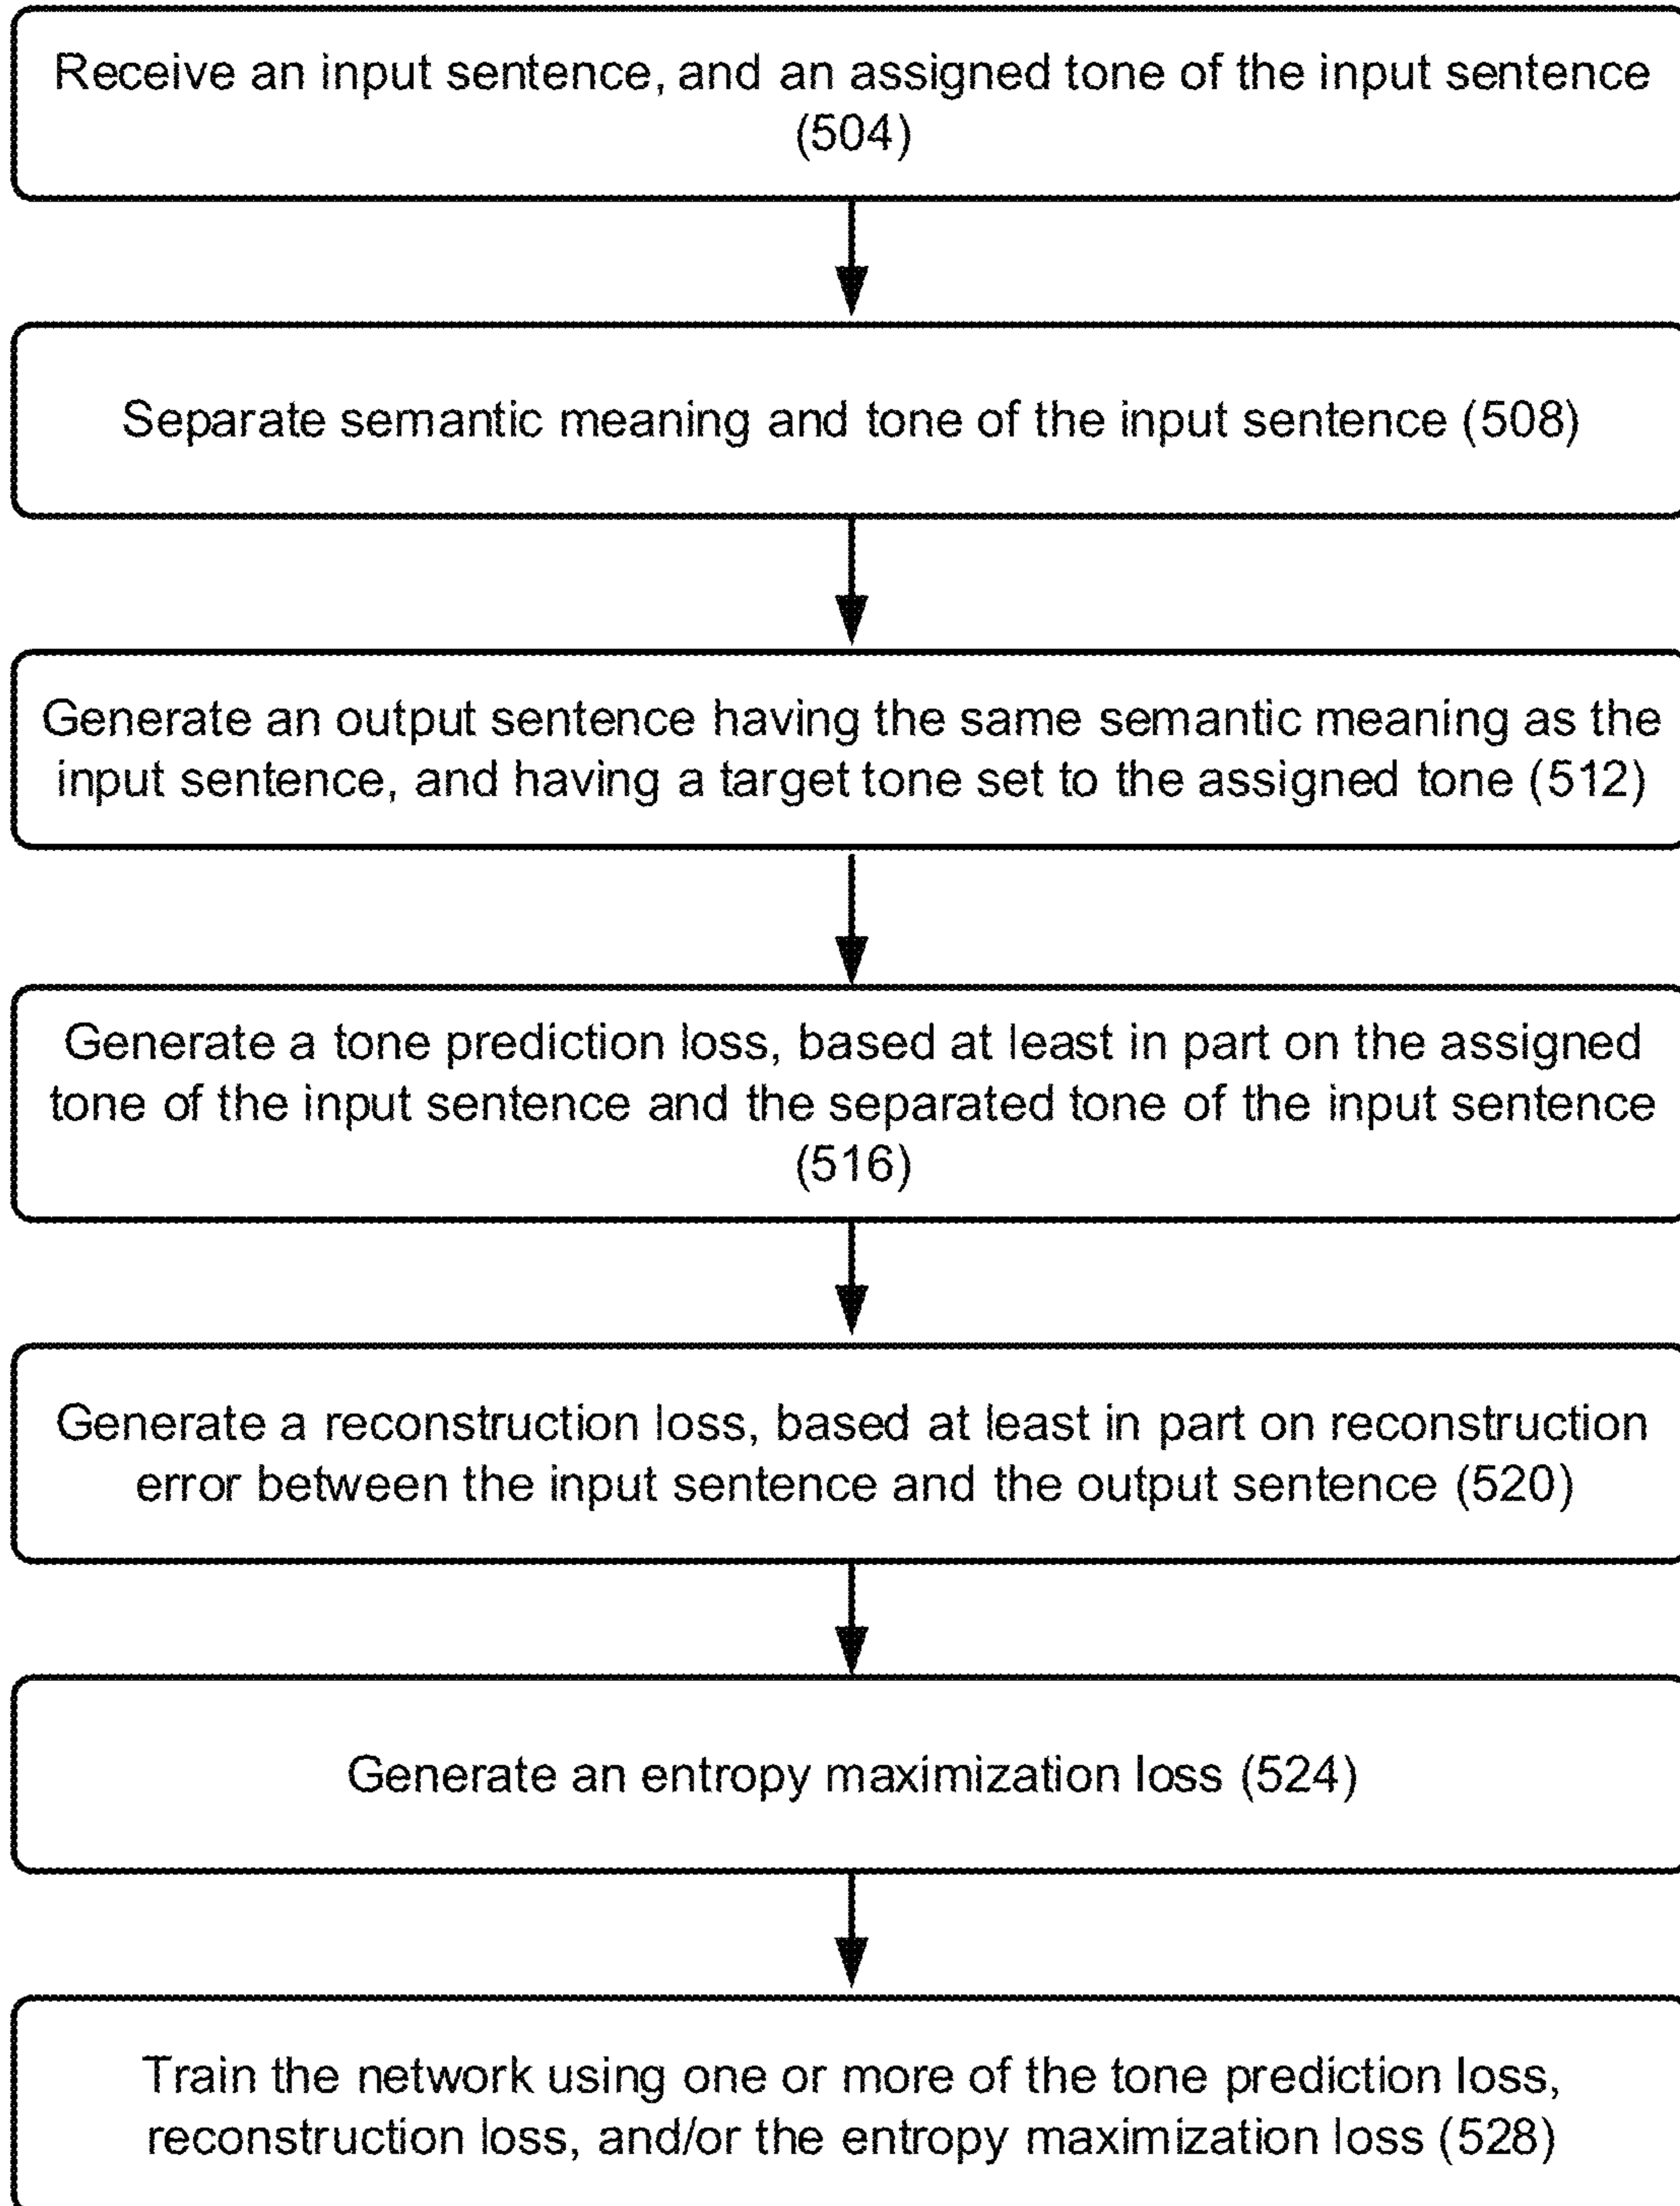 Receive an input sentence, and an assigned tone of the input sentence
(504)
Separate semantic meaning and tone of the input sentence (508)
Generate an output sentence having the same semantic meaning as the
input sentence, and having a target tone set to the assigned tone (512)
Generate a tone prediction loss, based at least in part on the assigned
tone of the input sentence and the separated tone of the input sentence
(516)
Generate a reconstruction loss, based at least in part on reconstruction
error between the input sentence and the output sentence (520)
Generate an entropy maximization loss (524)
Train the network using one or more of the tone prediction loss,
reconstruction loss, and/or the entropy maximization loss (528)